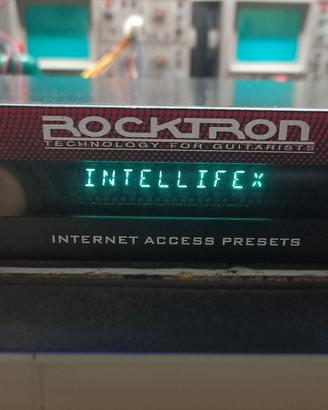 ROCKTRON
TECHNOLOGY FOR GUITARISTS
INTELLIFEX
INTERNET ACCESS PRESETS